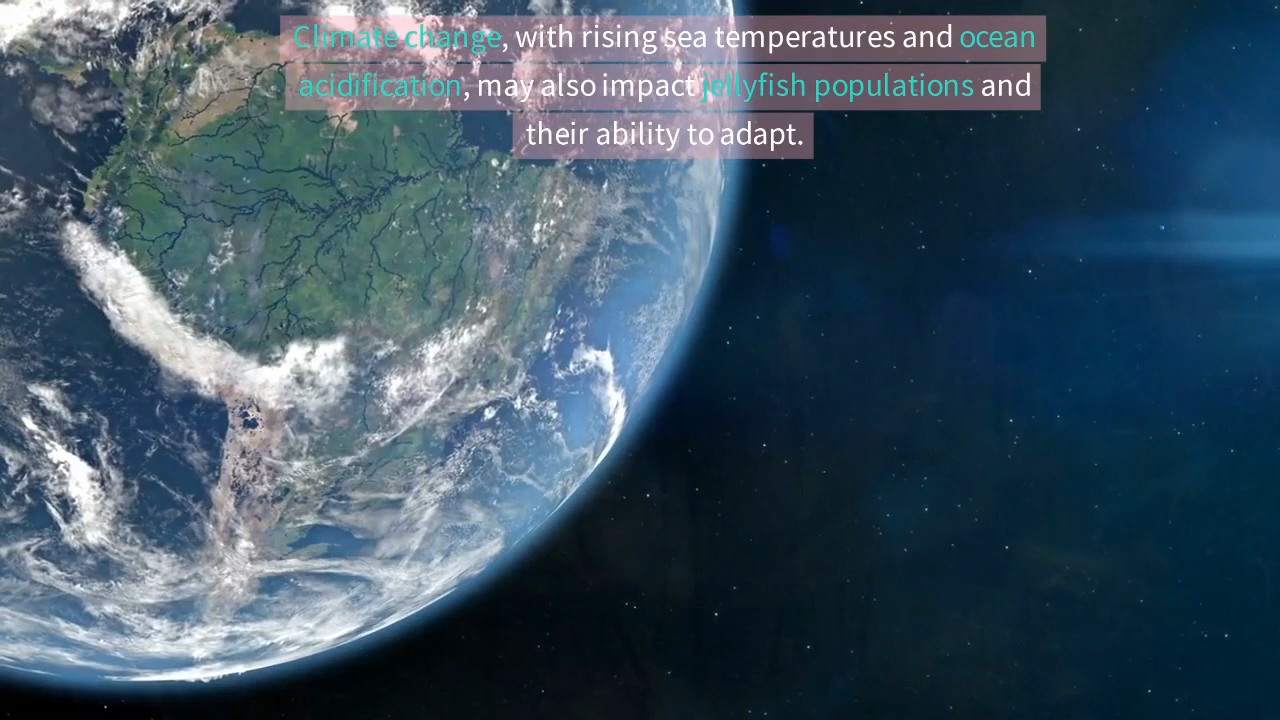 Climate change, with rising sea temperatures and ocean
acidification, may also impact jellyfish populations and
their ability to adapt.